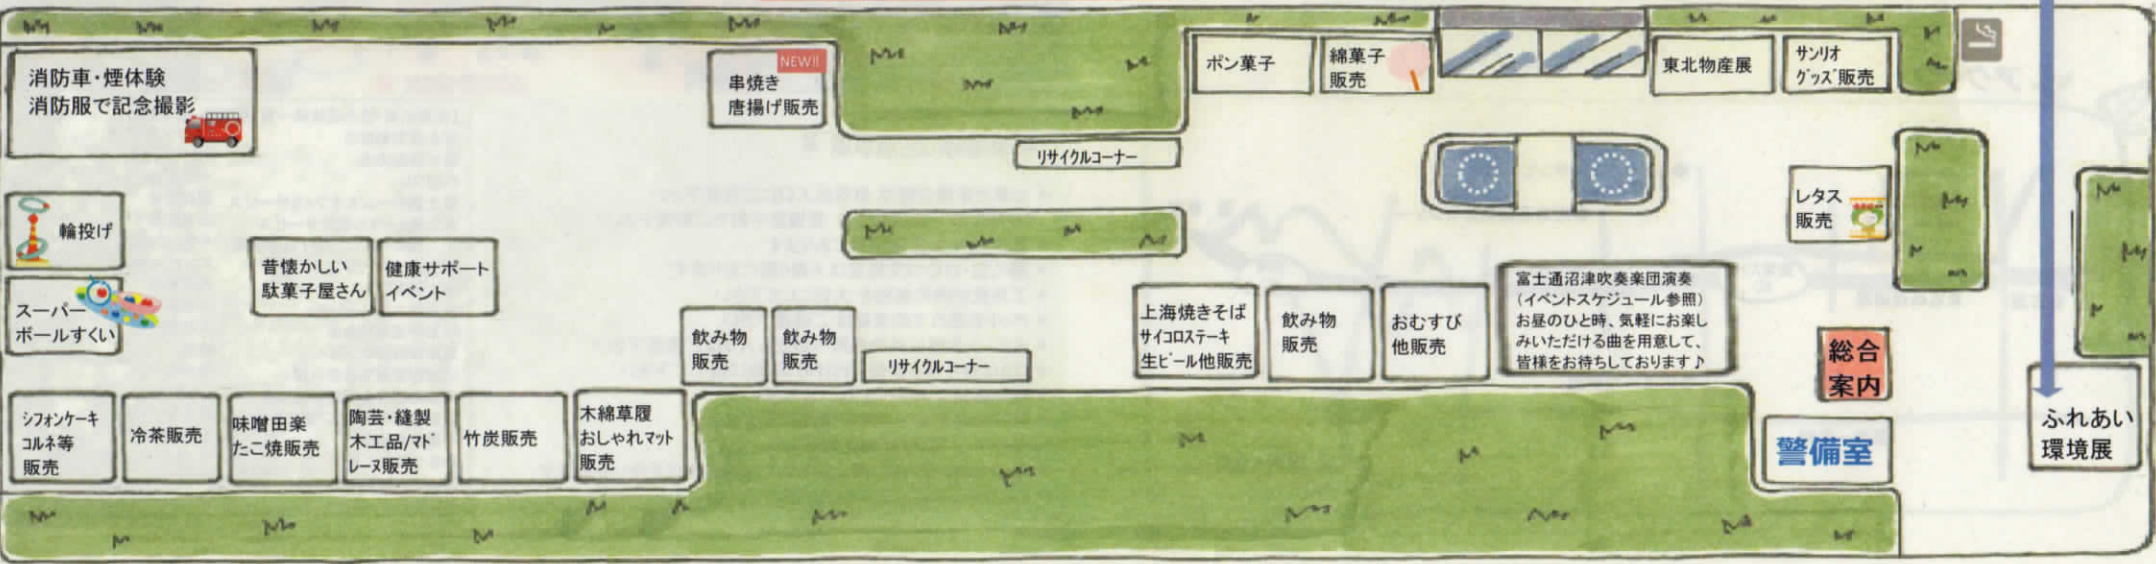 消防車・煙体験
消防服で記念撮影
NEW!!
串焼き
唐揚げ販売
ポン菓子
綿菓子
販売
東北物産展
サンリオ
グッズ販売
リサイクルコーナー
レタス
販売
輪投げ
スーパー
ボールすくい
昔懐かしい
駄菓子屋さん
健康サポート
イベント
飲み物
販売
飲み物
販売
リサイクルコーナー
上海焼きそば
サイコロステーキ
生ビール他販売
飲み物
販売
おむすび
他販売
富士通沼津吹奏楽団演奏
（イベントスケジュール参照）
お昼のひと時、気軽にお楽し
みいただける曲を用意して、
皆様をお待ちしております♪
総合
案内
警備室
ふれあい
環境展
シフォンケーキ
コルネ等
販売
冷茶販売
味噌田楽
たこ焼販売
陶芸・縫製
木工品/マド
レーヌ販売
竹炭販売
木綿草履
おしゃれマット
販売